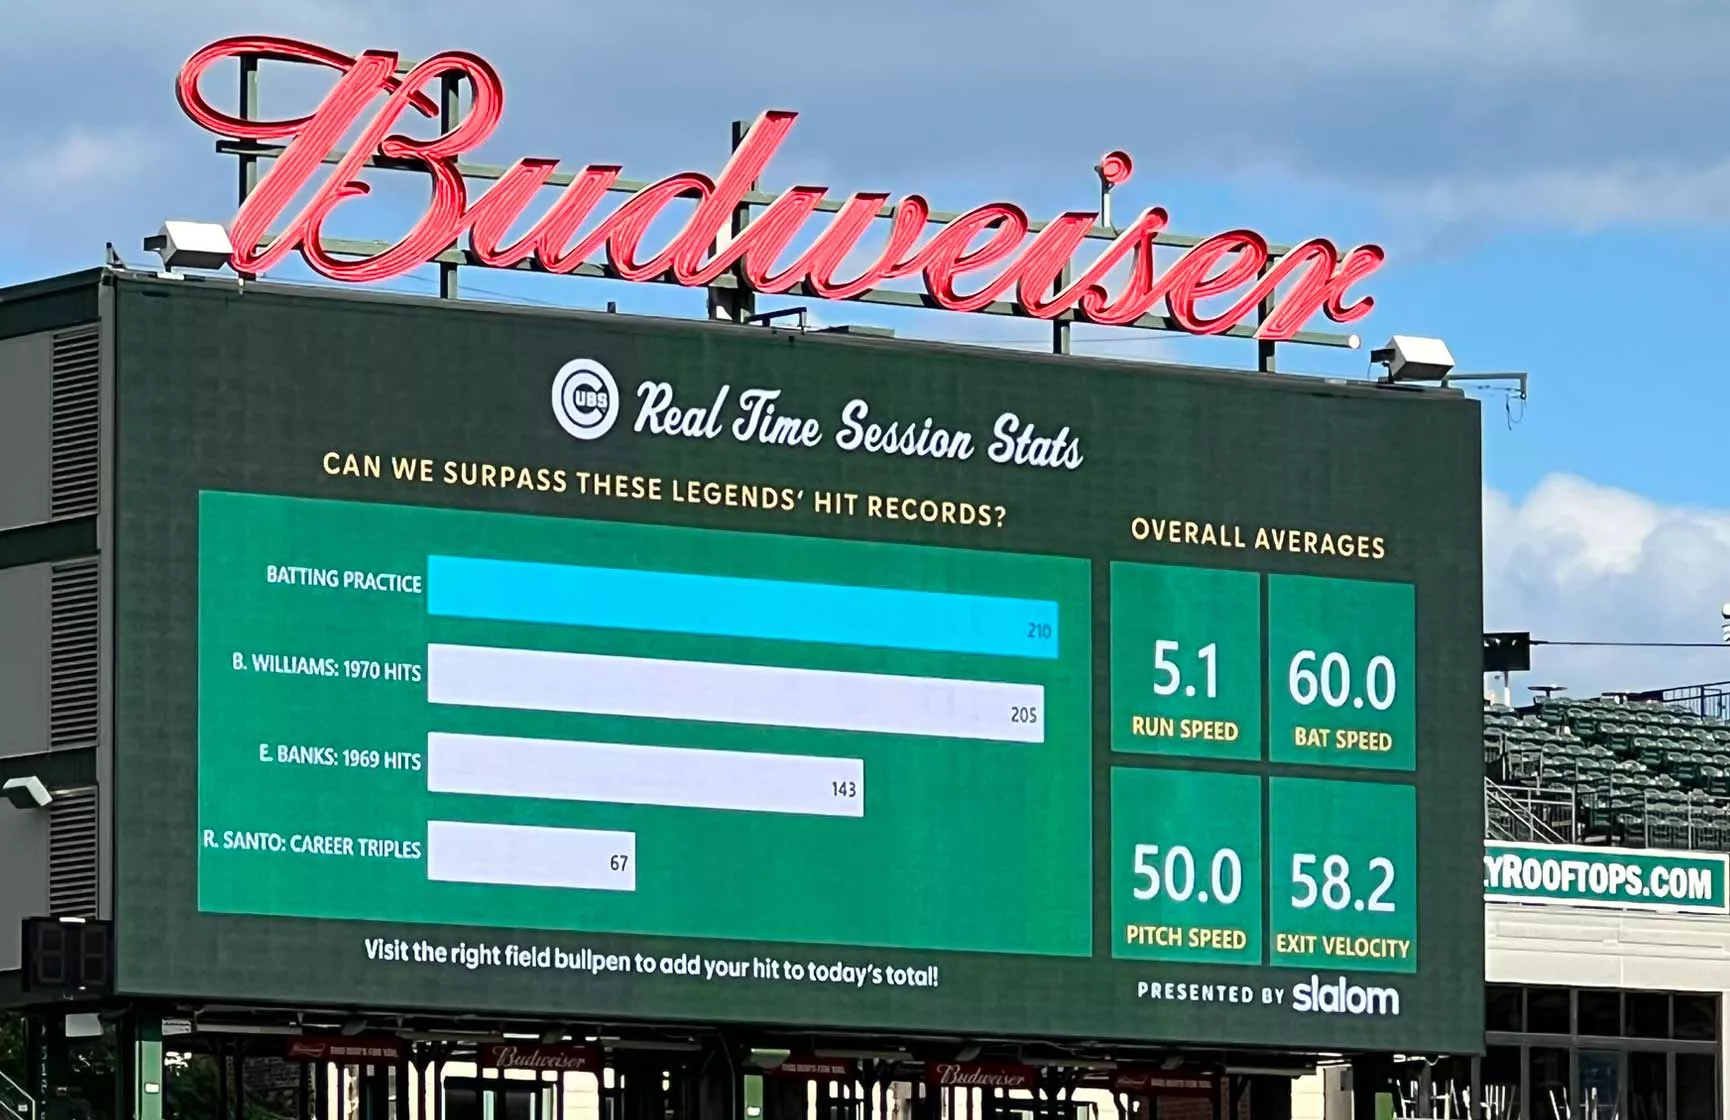 Budweiser
CUBS Real Time Session Stats
CAN WE SURPASS THESE LEGENDS' HIT RECORDS?
BATTING PRACTICE 210
B. WILLIAMS: 1970 HITS 205
E. BANKS: 1969 HITS 143
R. SANTO: CAREER TRIPLES 67
Visit the right field bullpen to add your hit to today's total!
OVERALL AVERAGES
5.1 60.0
RUN SPEED BAT SPEED
50.0 58.2
PITCH SPEED EXIT VELOCITY
PRESENTED BY slalom
YROOFTOPS.COM
Budweiser
Budweiser